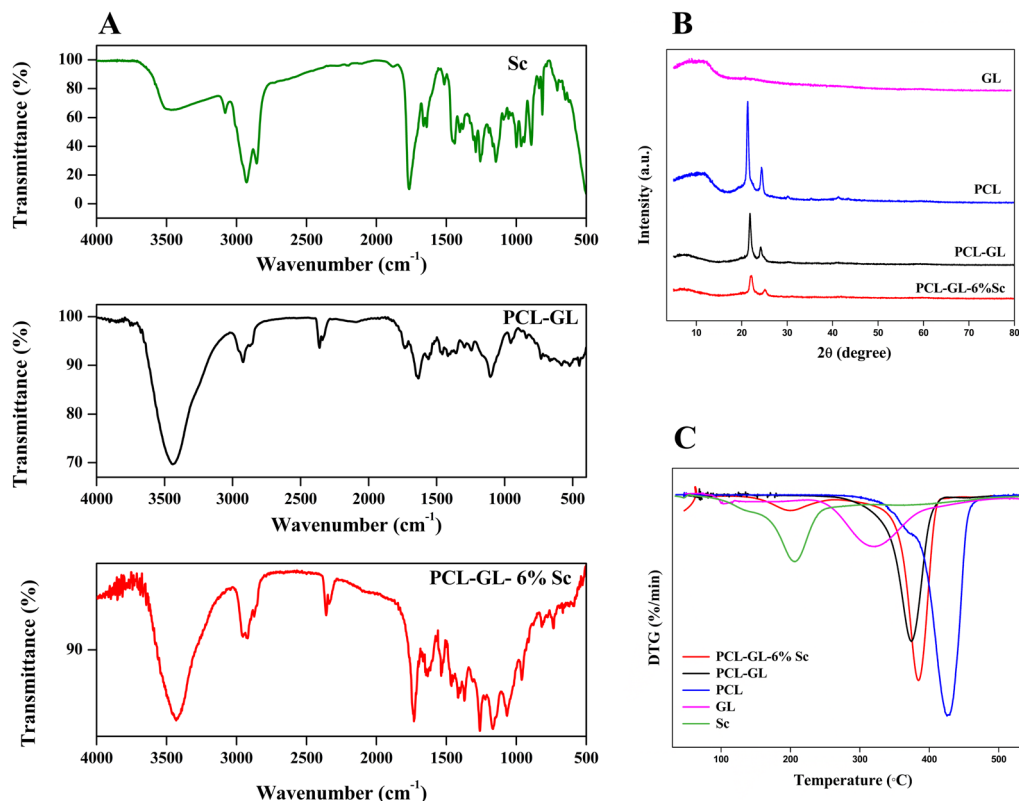 A
Transmittance (%)
100
80
60
40
20
0
Sc
4000 3500 3000 2500 2000 1500 1000 500
Wavenumber (cm-1)
Transmittance (%)
100
90
80
70
PCL-GL
4000 3500 3000 2500 2000 1500 1000 500
Wavenumber (cm-1)
Transmittance (%)
90
PCL-GL- 6% Sc
4000 3500 3000 2500 2000 1500 1000 500
Wavenumber (cm-1)
B
Intensity (a.u.)
GL
PCL
PCL-GL
PCL-GL-6%Sc
10 20 30 40 50 60 70 80
2θ (degree)
C
DTG (%/min)
PCL-GL-6% Sc
PCL-GL
PCL
GL
Sc
100 200 300 400 500
Temperature (◦C)